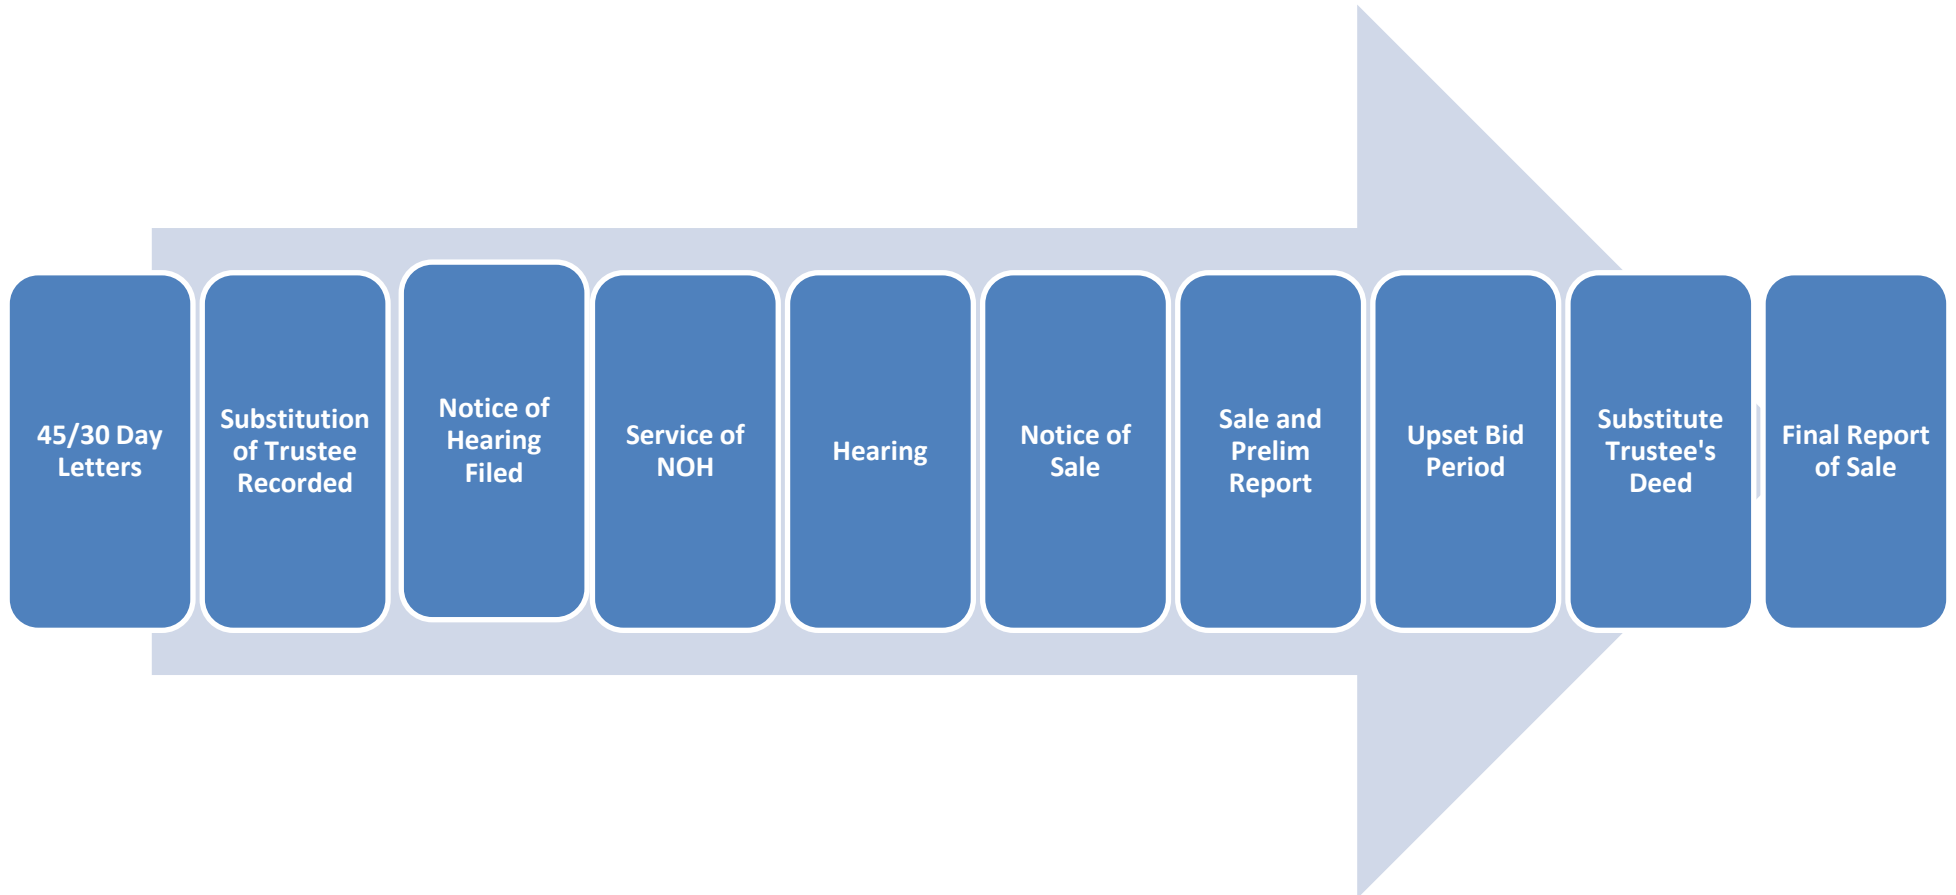 45/30 Day
Letters
Substitution
of Trustee
Recorded
Notice of
Hearing
Filed
Service of
NOH
Hearing
Notice of
Sale
Sale and
Prelim
Report
Upset Bid
Period
Substitute
Trustee's
Deed
Final Report
of Sale